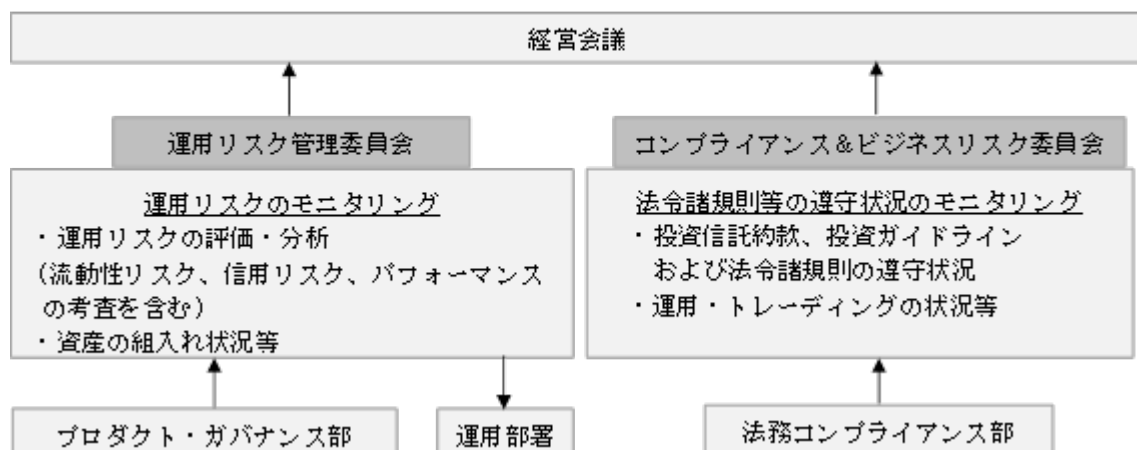 経営会議
運用リスク管理委員会
運用リスクのモニタリング
・運用リスクの評価・分析
(流動性リスク、信用リスク、パフォーマンス
の考査を含む)
・資産の組入れ状況等
プロダクト・ガバナンス部
運用部署
コンプライアンス&ビジネスリスク委員会
法令諸規則等の遵守状況のモニタリング
・投資信託約款、投資ガイドライン
および法令諸規則の遵守状況
・運用・トレーディングの状況等
法務コンプライアンス部